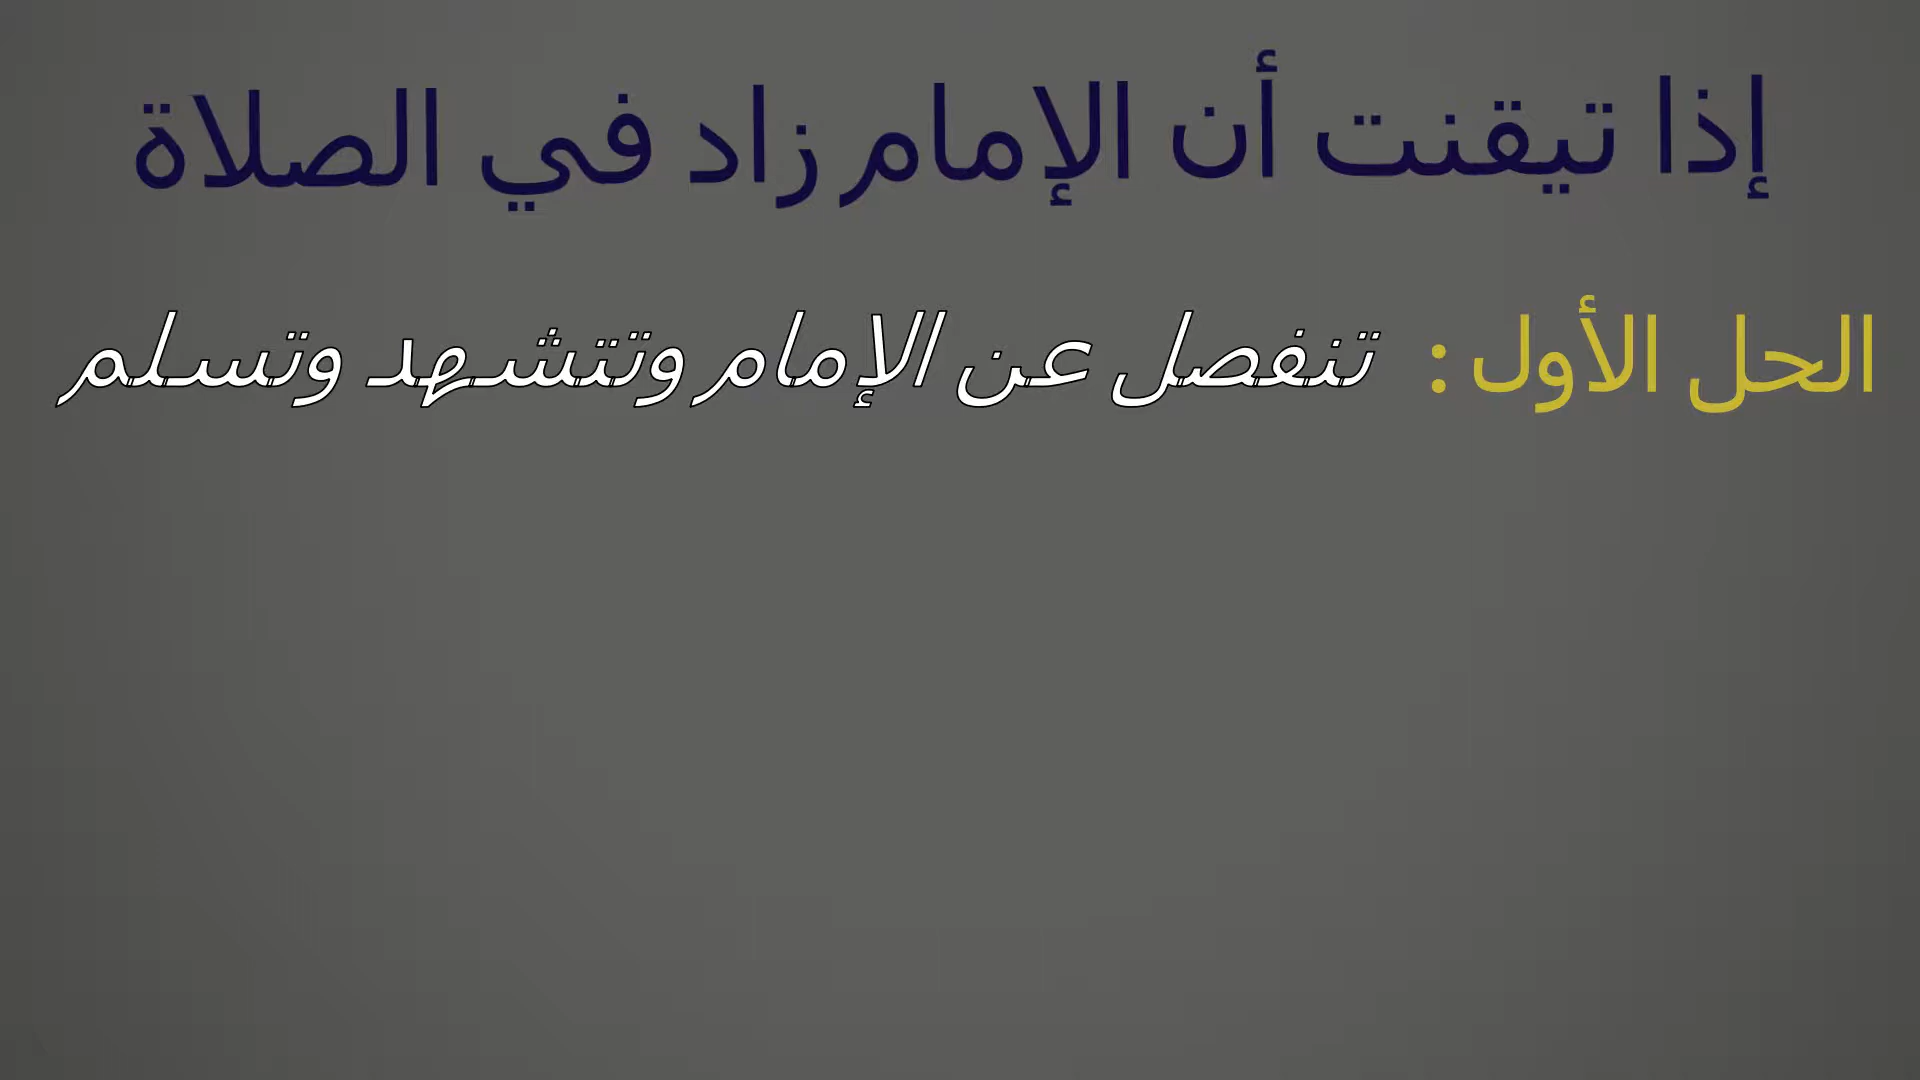 إذا تيقنت أن الإمام زاد في الصلاة
الحل الأول : تنفصل عن الإمام وتتشهد وتسلم